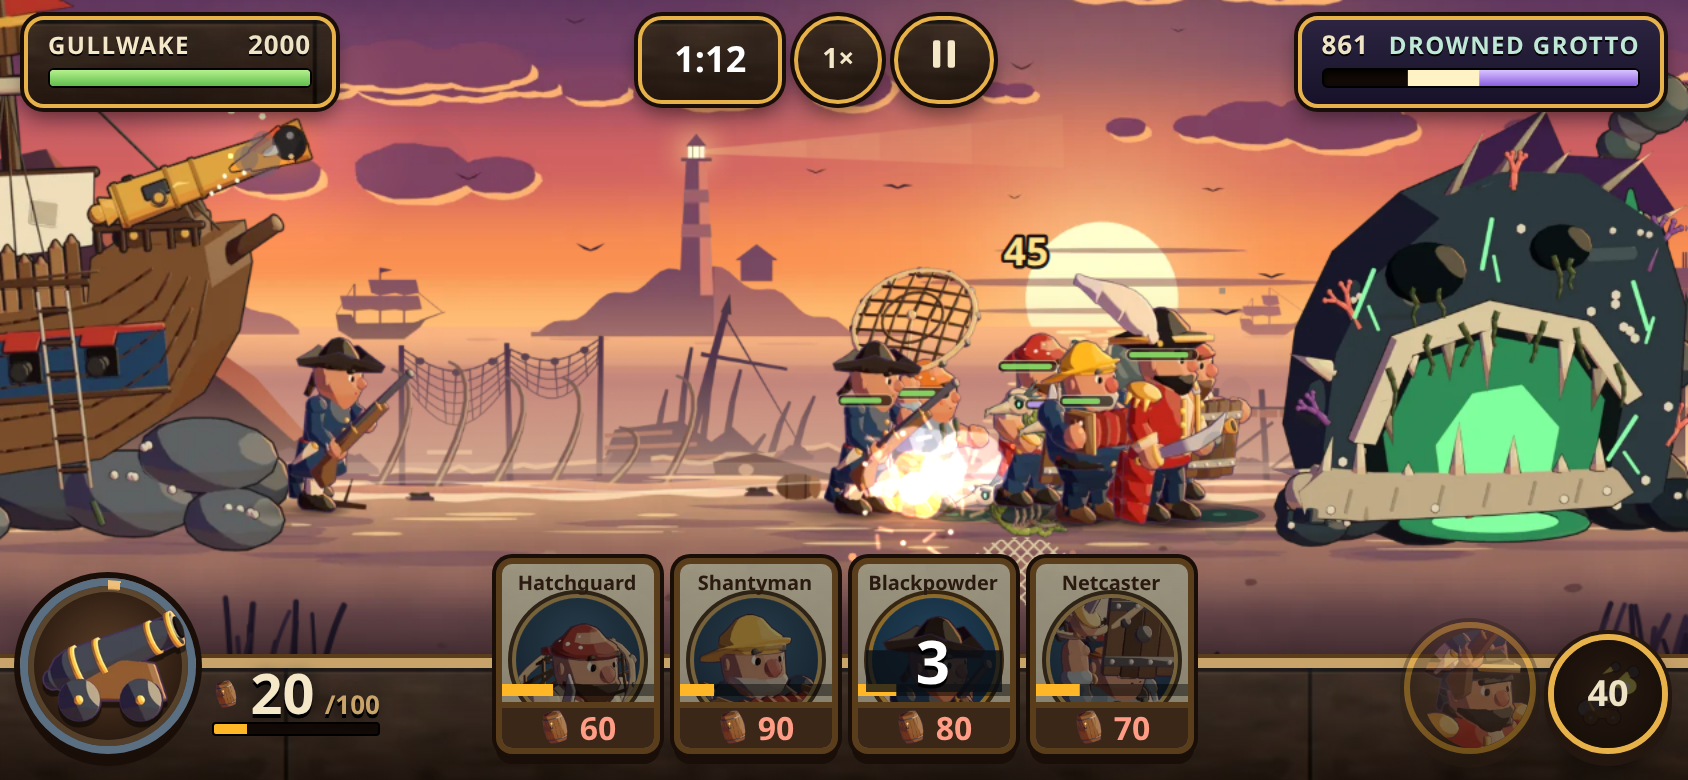 GULLWAKE 2000
1:12
1×
861 DROWNED GROTTO
45
Hatchguard
Shantyman
Blackpowder
Netcaster
3
20 /100
60
90
80
70
40